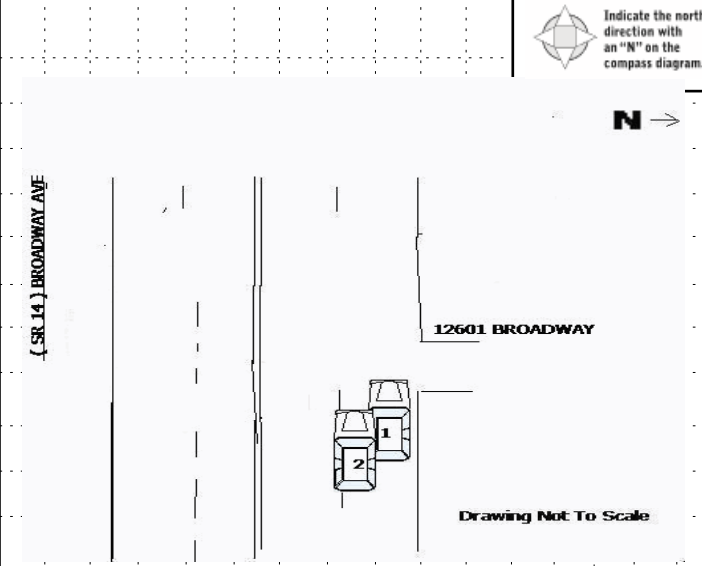 Indicate the north
direction with
an "N" on the
compass diagram.
N
( SR 14 ) BROADWAY AVE
12601 BROADWAY
1
2
Drawing Not To Scale